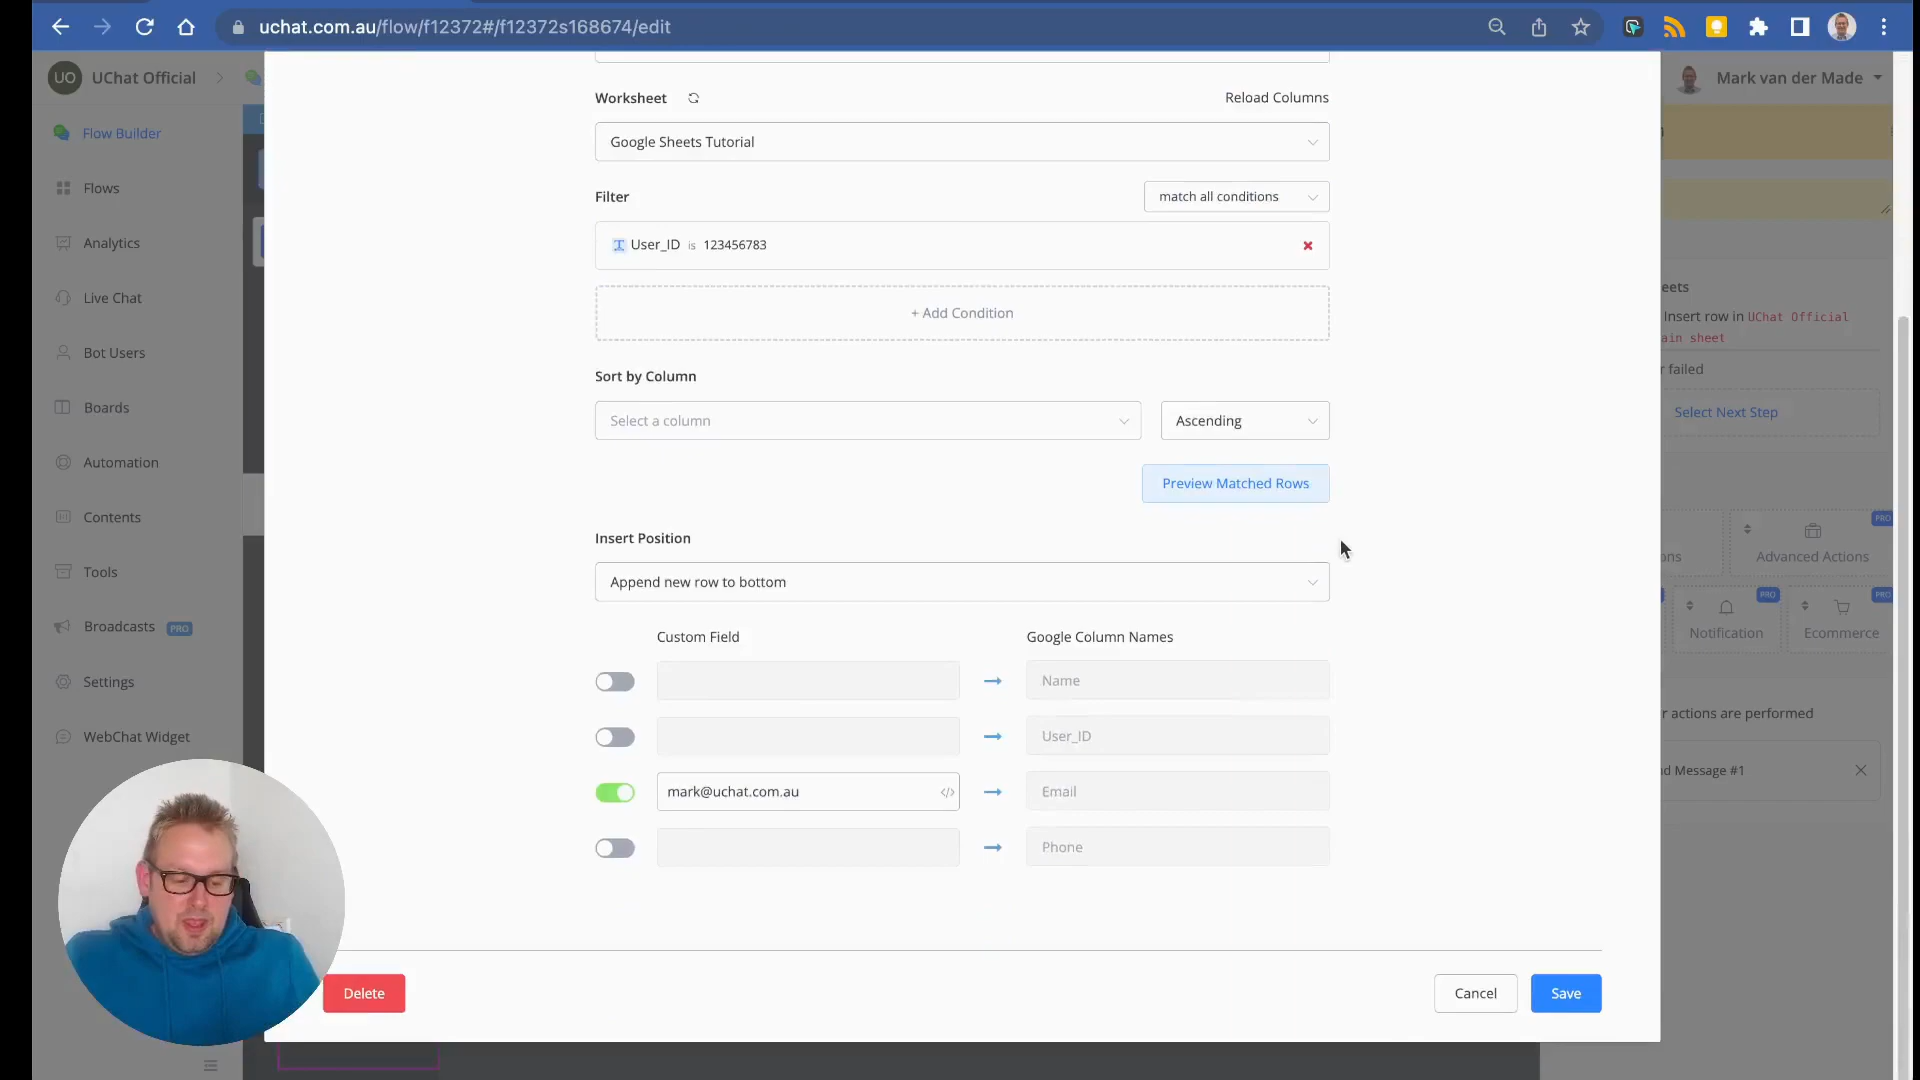 uchat.com.au/flow/f12372#/f12372s168674/edit
UO UChat Official
Mark van der Made
Flow Builder
Flows
Analytics
Live Chat
Bot Users
Boards
Automation
Contents
Tools
Broadcasts PRO
Settings
WebChat Widget
Worksheet
Reload Columns
Google Sheets Tutorial
Filter
match all conditions
User_ID is 123456783
+ Add Condition
Sort by Column
Select a column
Ascending
Preview Matched Rows
Insert Position
Append new row to bottom
Custom Field
Google Column Names
Name
User_ID
mark@uchat.com.au
Email
Phone
Delete
Cancel
Save
eets
Insert row in UChat Official
ain sheet
r failed
Select Next Step
PRO
ons
Advanced Actions
PRO
PRO
Notification
Ecommerce
r actions are performed
d Message #1